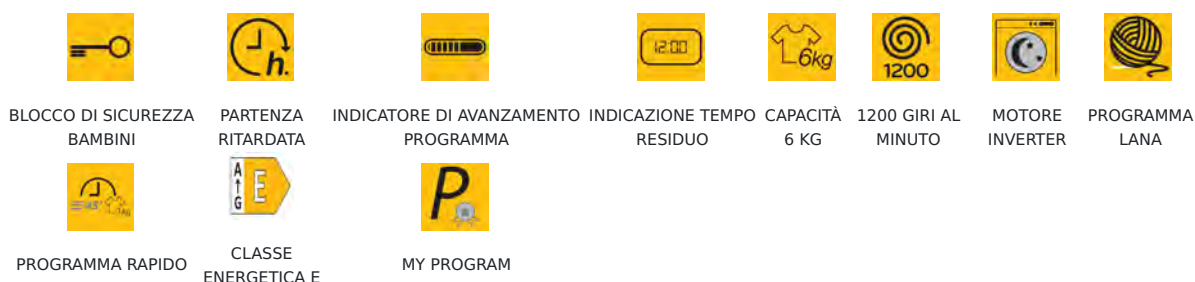 h.
12:00
6kg
1200
BLOCCO DI SICUREZZA
BAMBINI
PARTENZA
RITARDATA
INDICATORE DI AVANZAMENTO
PROGRAMMA
INDICAZIONE TEMPO
RESIDUO
CAPACITÀ
6 KG
1200 GIRI AL
MINUTO
MOTORE
INVERTER
PROGRAMMA
LANA
A
G
E
P
PROGRAMMA RAPIDO
CLASSE
ENERGETICA E
MY PROGRAM